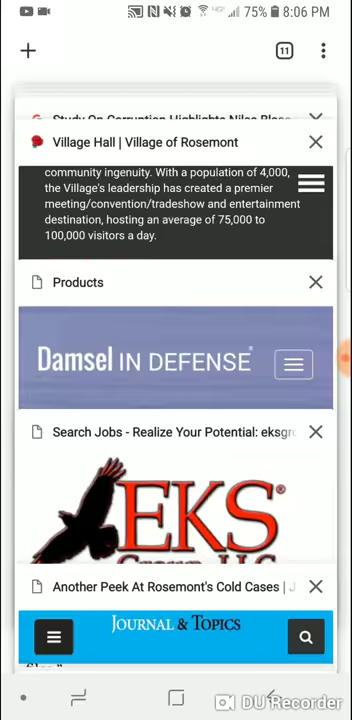 75% 8:06 PM
11
Study On Corruption Highlights Niles Bloss
Village Hall | Village of Rosemont
community ingenuity. With a population of 4,000,
the Village's leadership has created a premier
meeting/convention/tradeshow and entertainment
destination, hosting an average of 75,000 to
100,000 visitors a day.
Products
Damsel IN DEFENSE®
Search Jobs - Realize Your Potential: eksgr
EKS®
Group, LLC
Another Peek At Rosemont's Cold Cases | J
JOURNAL & TOPICS
DU Recorder